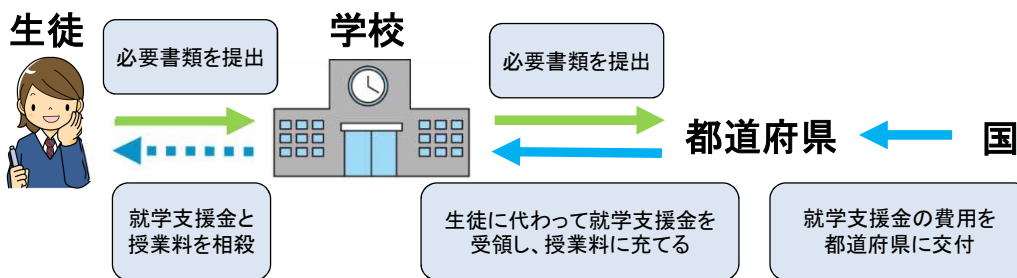 生徒
必要書類を提出
学校
必要書類を提出
都道府県
国
就学支援金と
授業料を相殺
生徒に代わって就学支援金を
受領し、授業料に充てる
就学支援金の費用を
都道府県に交付